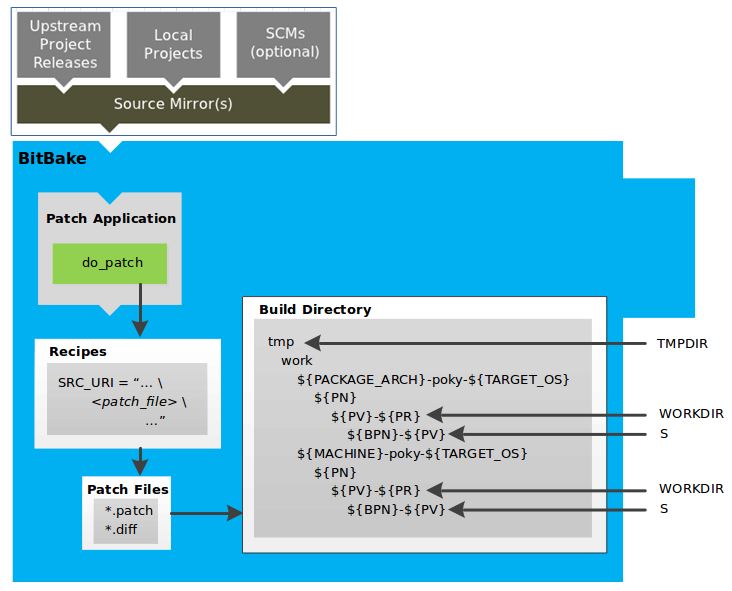 Upstream
Project
Releases
Local
Projects
SCMs
(optional)
Source Mirror(s)
BitBake
Patch Application
do_patch
Recipes
SRC_URI = “... \
<patch_file> \
...”
Patch Files
*.patch
*.diff
Build Directory
tmp
work
${PACKAGE_ARCH}-poky-${TARGET_OS}
${PN}
${PV}-${PR}
${BPN}-${PV}
${MACHINE}-poky-${TARGET_OS}
${PN}
${PV}-${PR}
${BPN}-${PV}
TMPDIR
WORKDIR
S
WORKDIR
S